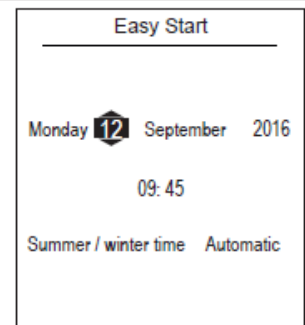 Easy Start
Monday 12 September 2016
09: 45
Summer / winter time Automatic